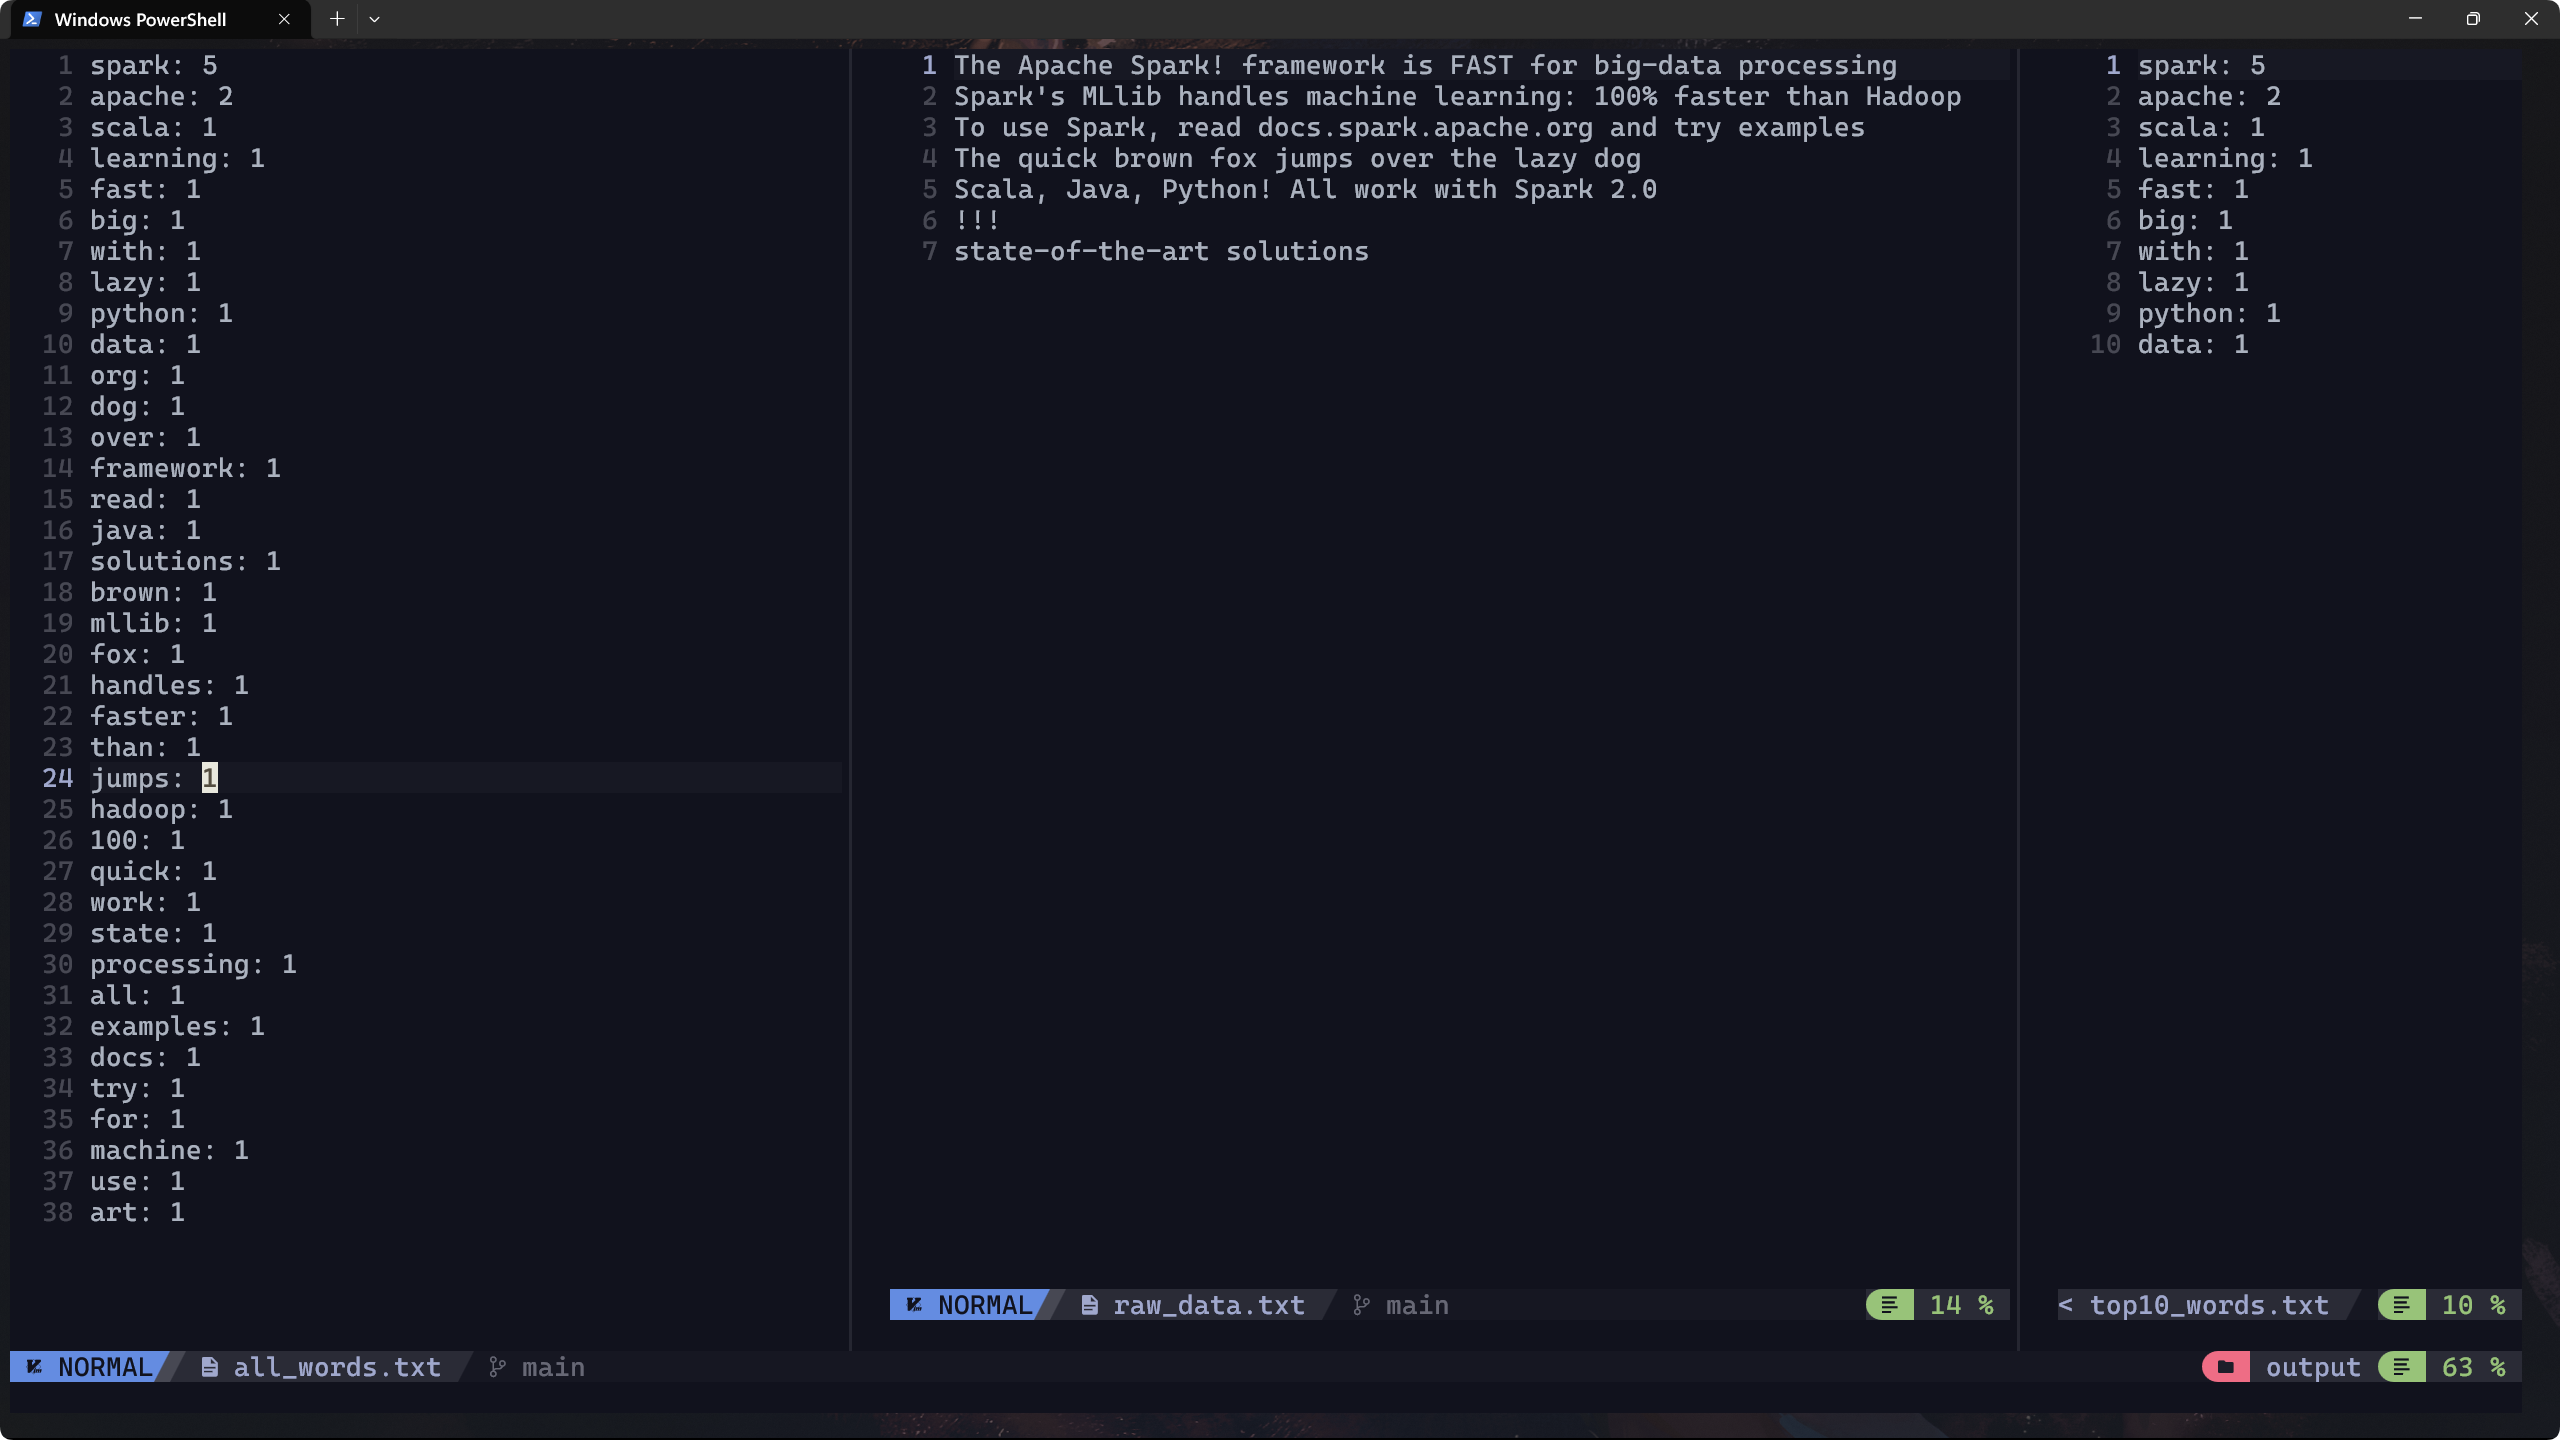 Windows PowerShell
1 spark: 5
2 apache: 2
3 scala: 1
4 learning: 1
5 fast: 1
6 big: 1
7 with: 1
8 lazy: 1
9 python: 1
10 data: 1
11 org: 1
12 dog: 1
13 over: 1
14 framework: 1
15 read: 1
16 java: 1
17 solutions: 1
18 brown: 1
19 mllib: 1
20 fox: 1
21 handles: 1
22 faster: 1
23 than: 1
24 jumps: 1
25 hadoop: 1
26 100: 1
27 quick: 1
28 work: 1
29 state: 1
30 processing: 1
31 all: 1
32 examples: 1
33 docs: 1
34 try: 1
35 for: 1
36 machine: 1
37 use: 1
38 art: 1
1 The Apache Spark! framework is FAST for big-data processing
2 Spark's MLlib handles machine learning: 100% faster than Hadoop
3 To use Spark, read docs.spark.apache.org and try examples
4 The quick brown fox jumps over the lazy dog
5 Scala, Java, Python! All work with Spark 2.0
6 !!!
7 state-of-the-art solutions
1 spark: 5
2 apache: 2
3 scala: 1
4 learning: 1
5 fast: 1
6 big: 1
7 with: 1
8 lazy: 1
9 python: 1
10 data: 1
NORMAL raw_data.txt main 14 %
< top10_words.txt 10 %
NORMAL all_words.txt main output 63 %